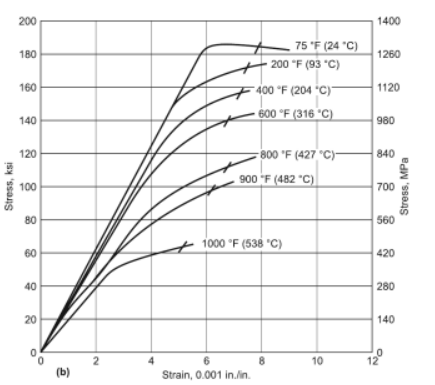 200
180
160
140
120
100
80
60
40
20
0
Stress, ksi
1400
1260
1120
980
840
700
560
420
280
140
0
Stress, MPa
75 °F (24 °C)
200 °F (93 °C)
400 °F (204 °C)
600 °F (316 °C)
800 °F (427 °C)
900 °F (482 °C)
1000 °F (538 °C)
0 2 4 6 8 10 12
(b)
Strain, 0.001 in./in.